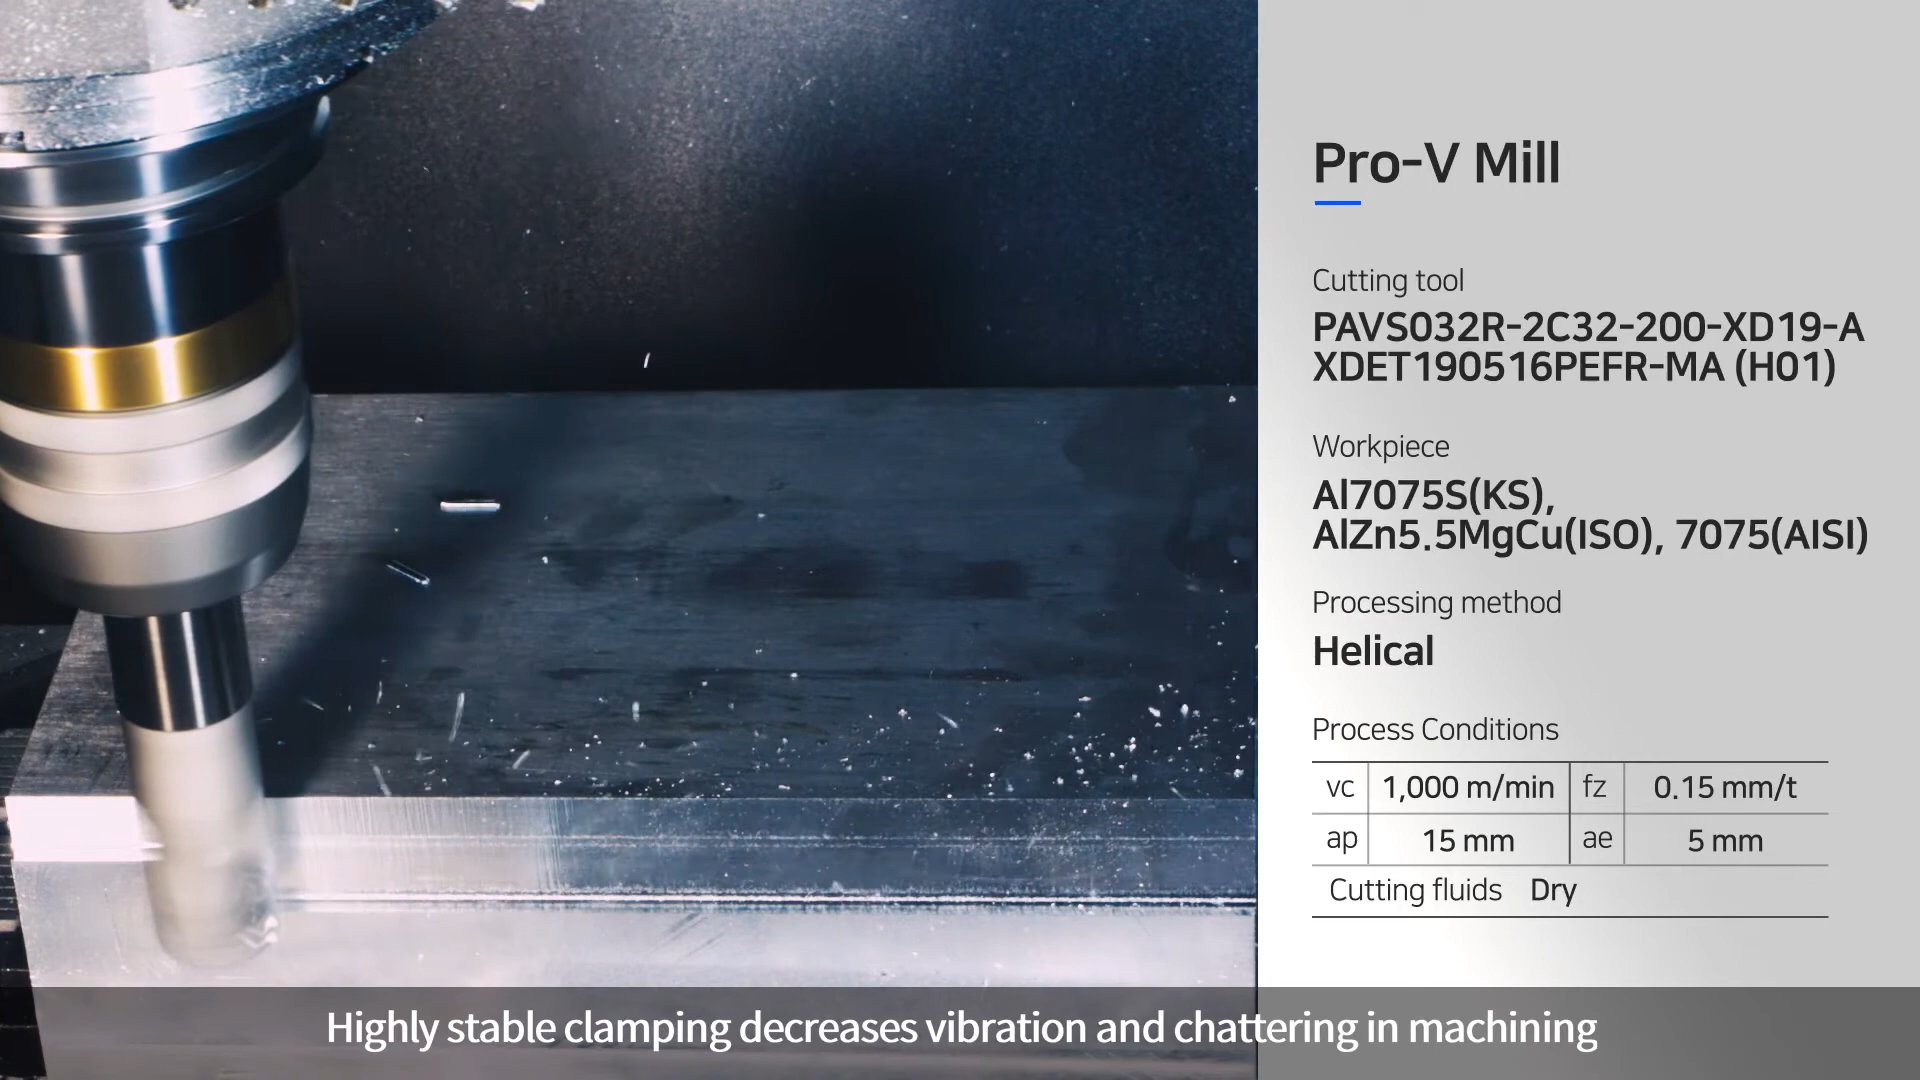 Pro-V Mill
Cutting tool
PAVS032R-2C32-200-XD19-A
XDET190516PEFR-MA (H01)
Workpiece
Al7075S(KS),
AlZn5.5MgCu(ISO), 7075(AISI)
Processing method
Helical
Process Conditions
vc 1,000 m/min fz 0.15 mm/t
ap 15 mm ae 5 mm
Cutting fluids Dry
Highly stable clamping decreases vibration and chattering in machining